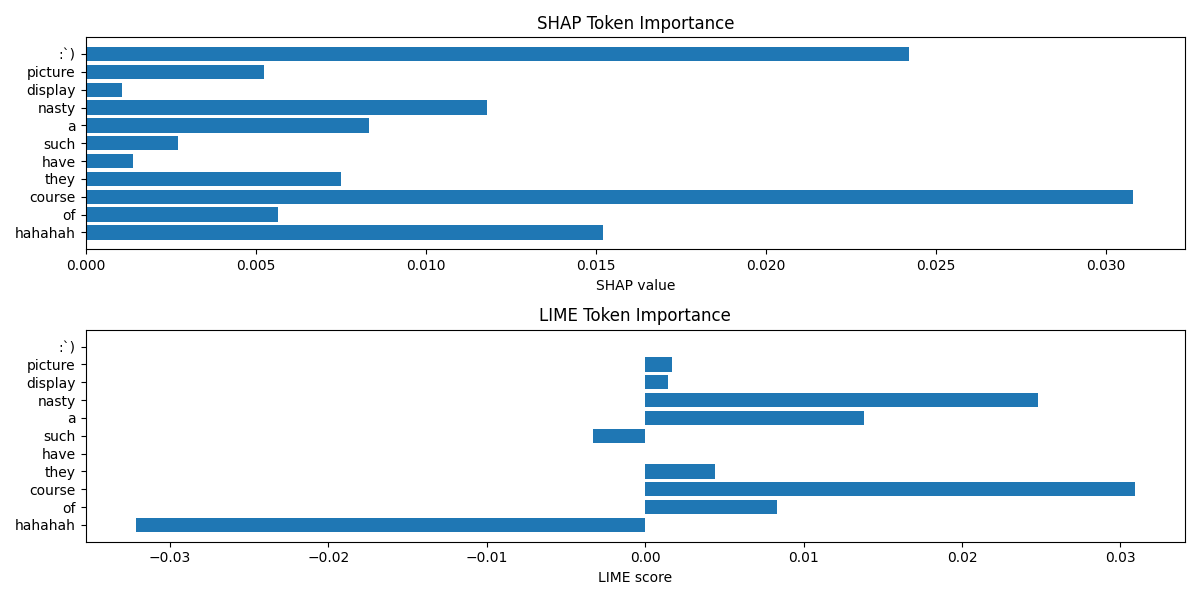 SHAP Token Importance
:`)
picture
display
nasty
a
such
have
they
course
of
hahahah
0.000 0.005 0.010 0.015 0.020 0.025 0.030
SHAP value
LIME Token Importance
:`)
picture
display
nasty
a
such
have
they
course
of
hahahah
−0.03 −0.02 −0.01 0.00 0.01 0.02 0.03
LIME score